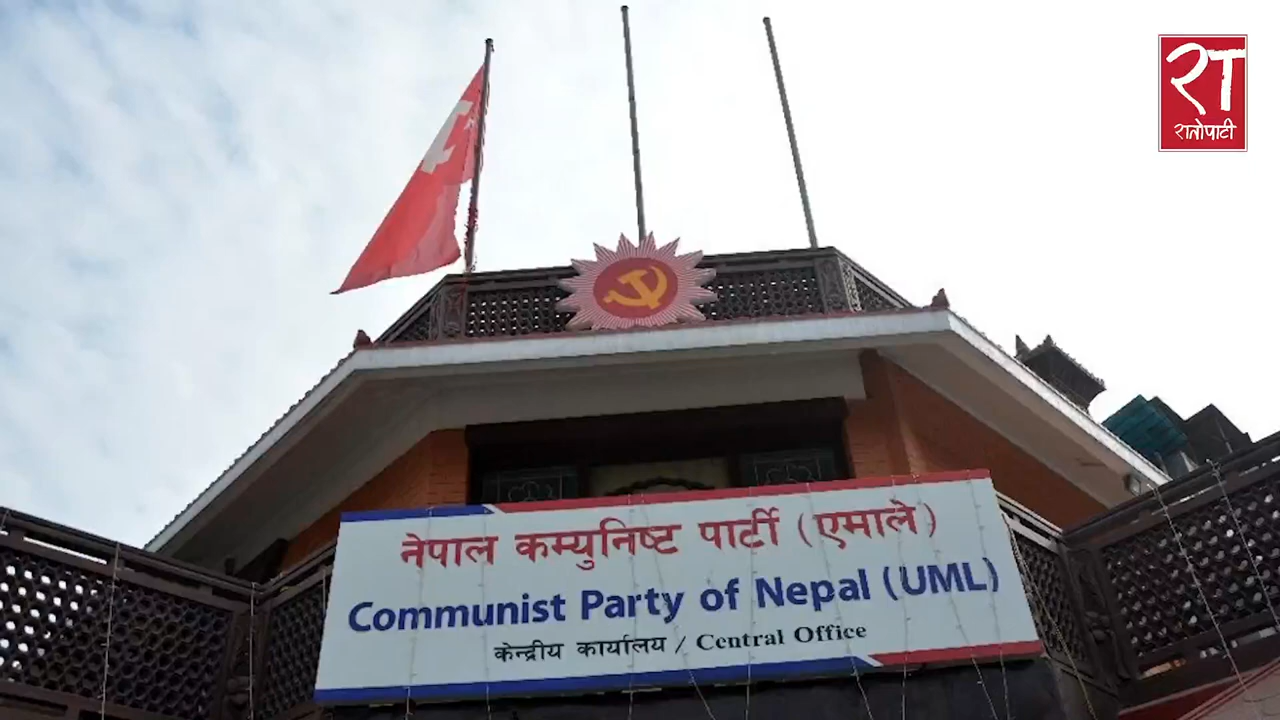 रा
रातोपाटी
नेपाल कम्युनिष्ट पार्टी (एमाले)
Communist Party of Nepal (UML)
केन्द्रीय कार्यालय / Central Office